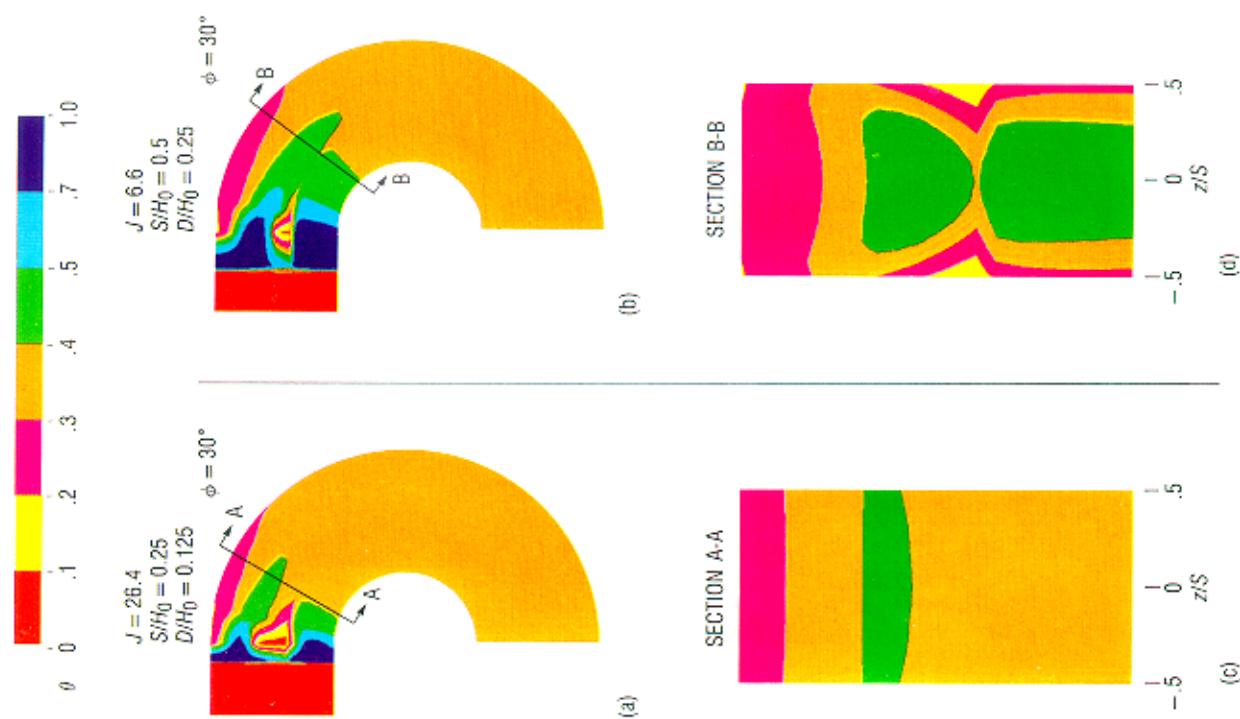 θ
0 .1 .2 .3 .4 .5 .7 1.0
J = 26.4
S/H0 = 0.25
D/H0 = 0.125
ϕ = 30°
A
A
(a)
J = 6.6
S/H0 = 0.5
D/H0 = 0.25
ϕ = 30°
B
B
(b)
SECTION A-A
–.5 0 .5
z/S
(c)
SECTION B-B
–.5 0 .5
z/S
(d)